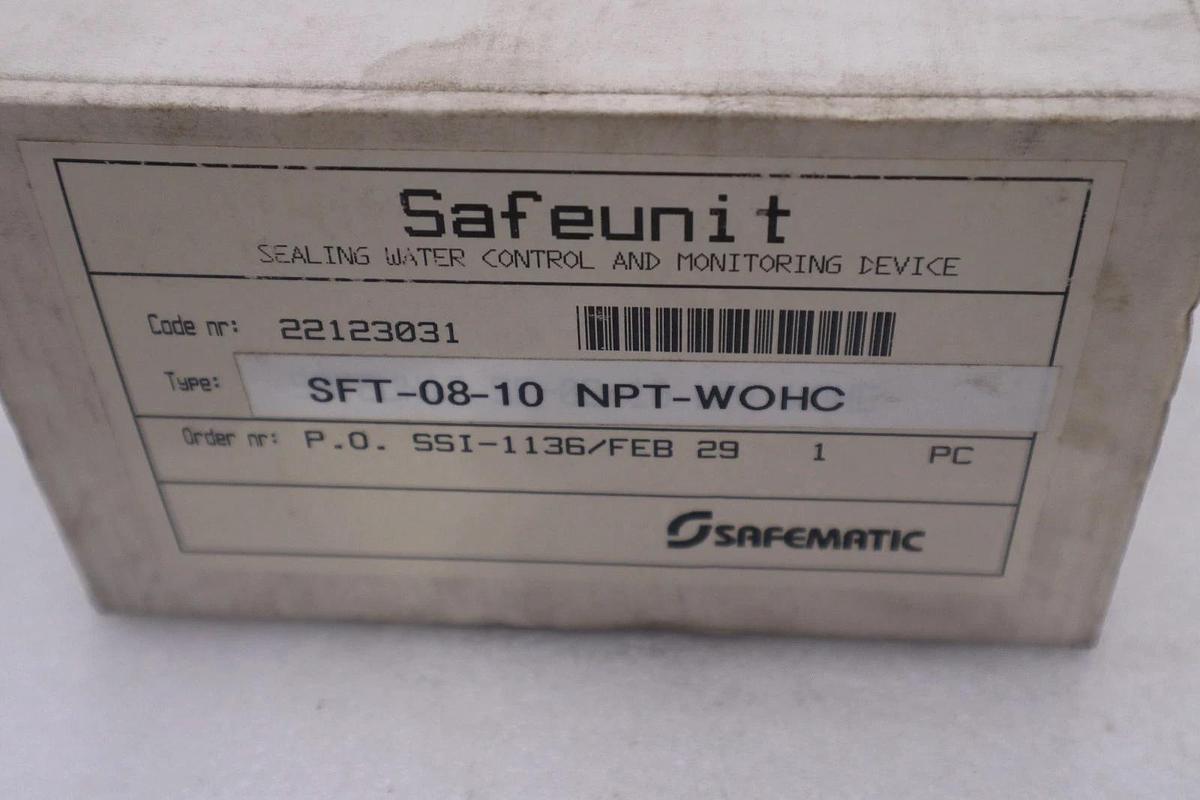 Safeunit
SEALING WATER CONTROL AND MONITORING DEVICE
Code nr: 22123031
Type: SFT-08-10 NPT-WOHC
Order nr: P.O. SSI-1136/FEB 29 1 PC
SAFEMATIC